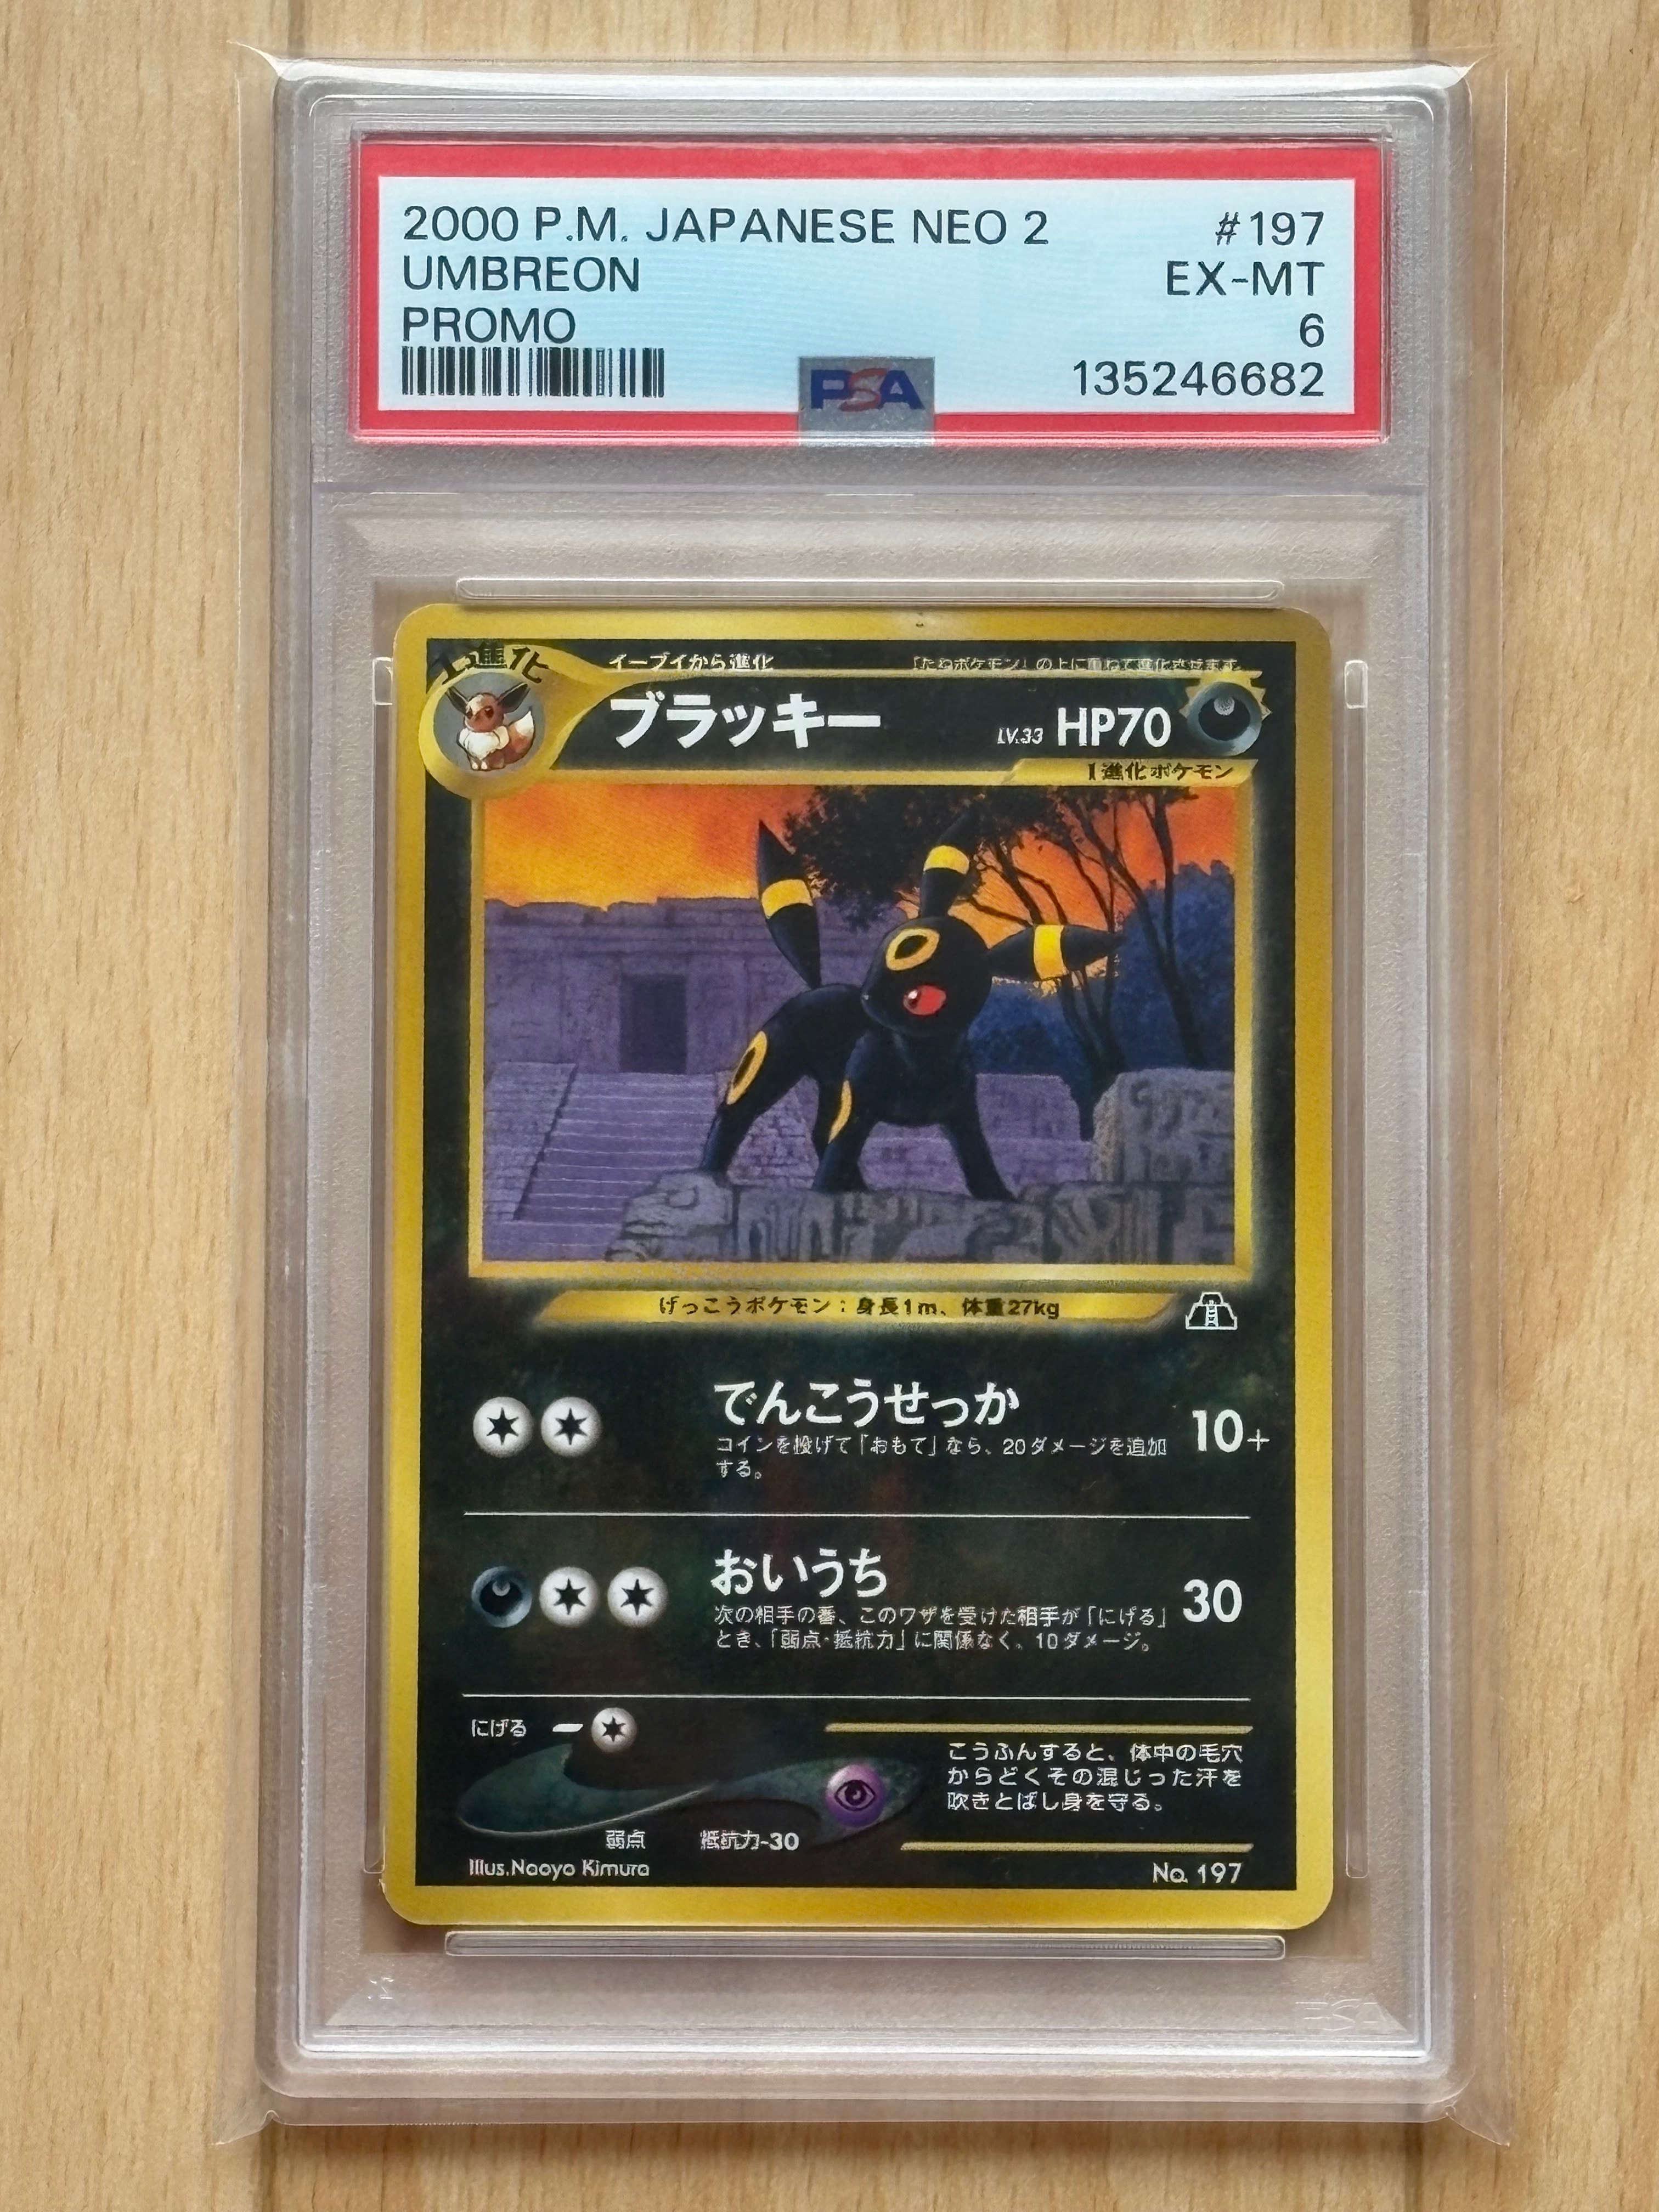 2000 P.M. JAPANESE NEO 2 #197
UMBREON EX-MT
PROMO 6
PSA 135246682
1進化
イーブイから進化 「たねポケモン」の上に重ねて進化させます。
ブラッキー LV.33 HP70
1進化ポケモン
げっこうポケモン:身長1m、体重27kg
でんこうせっか 10+
コインを投げて「おもて」なら、20ダメージを追加
する。
おいうち 30
次の相手の番、このワザを受けた相手が「にげる」
とき、「弱点・抵抗力」に関係なく、10ダメージ。
にげる
こうふんすると、体中の毛穴
からどくその混じった汗を
吹きとばし身を守る。
弱点 抵抗力-30
Illus.Naoyo Kimura No. 197